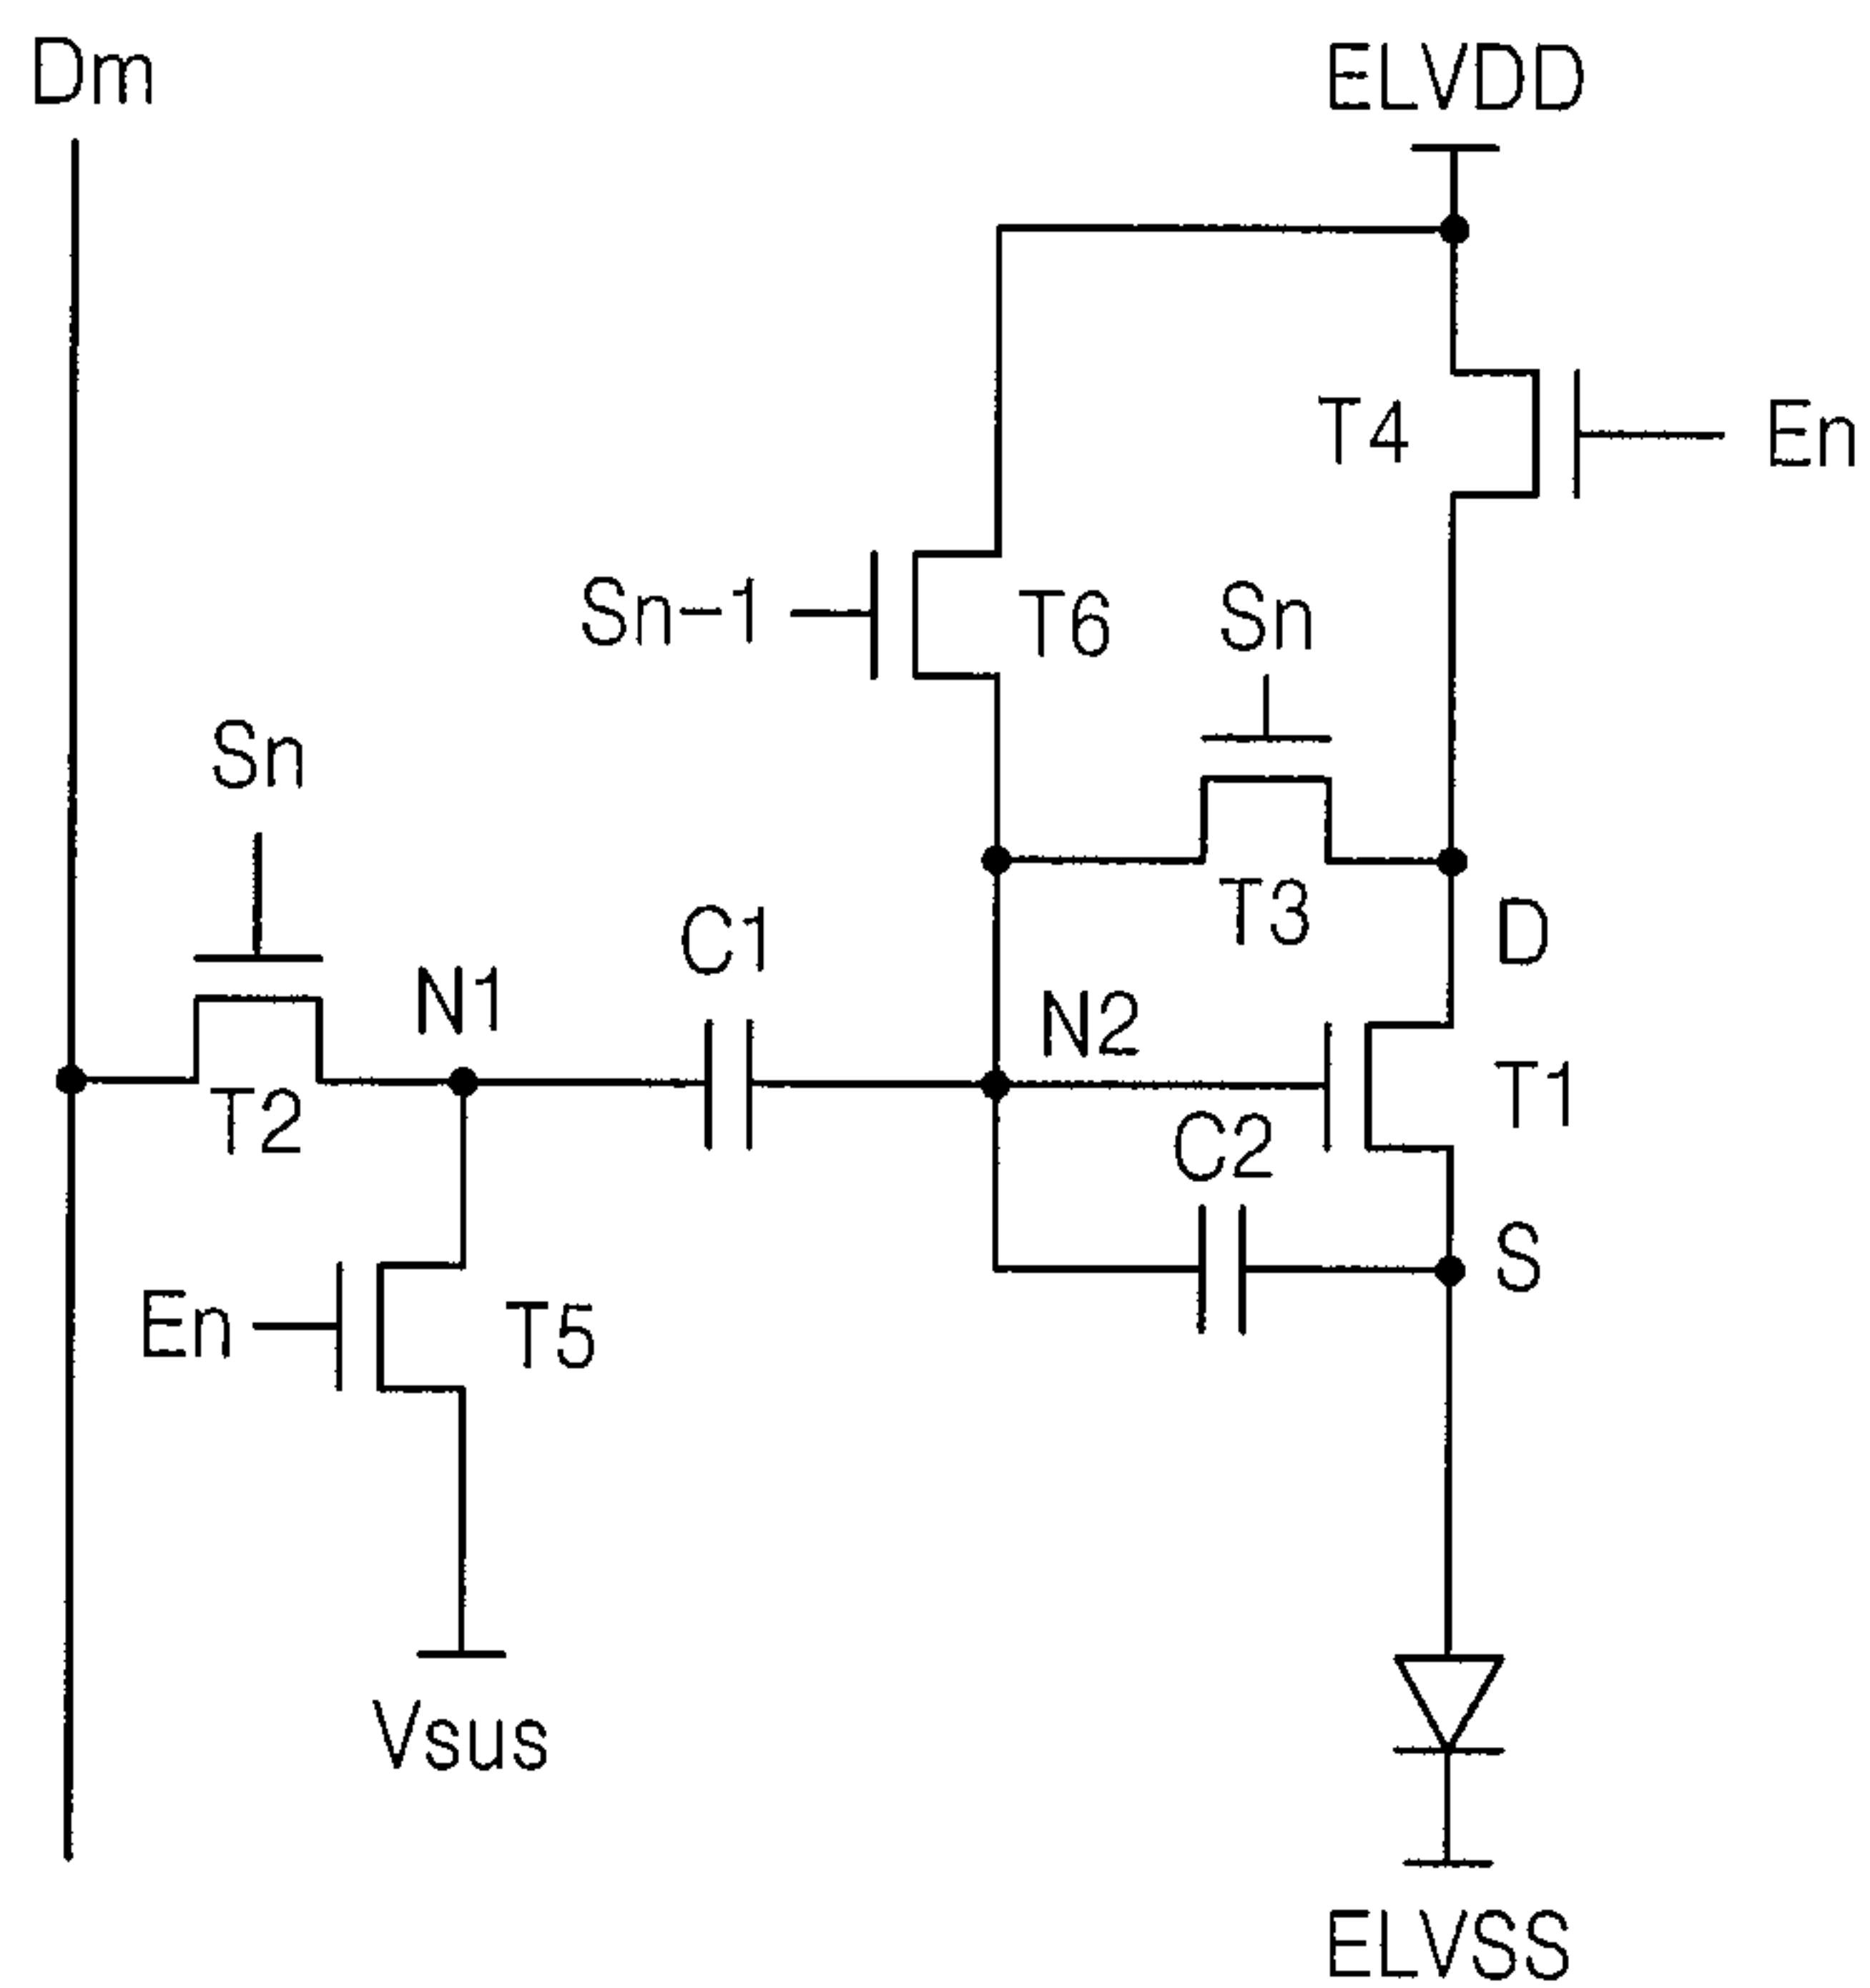 Dm
ELVDD
T4
En
Sn-1
T6
Sn
Sn
T3
C1
D
N1
N2
T1
T2
C2
S
En
T5
Vsus
ELVSS